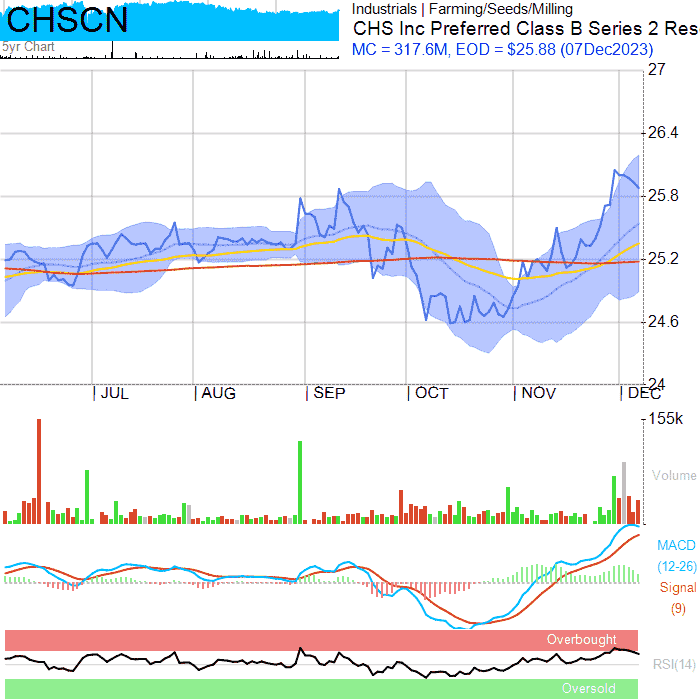 CHSCN
5yr Chart
Industrials | Farming/Seeds/Milling
CHS Inc Preferred Class B Series 2 Res
MC = 317.6M, EOD = $25.88 (07Dec2023)
27
26.4
25.8
25.2
24.6
24
JUL AUG SEP OCT NOV DEC
155k
Volume
MACD
(12-26)
Signal
(9)
Overbought
RSI(14)
Oversold